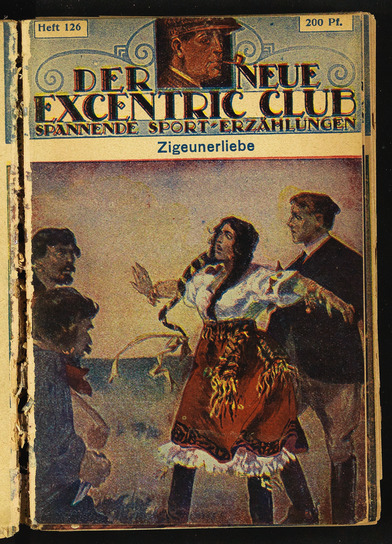 Heft 126
200 Pf.
DER NEUE
EXCENTRIC CLUB
SPANNENDE SPORT-ERZÄHLUNGEN
Zigeunerliebe